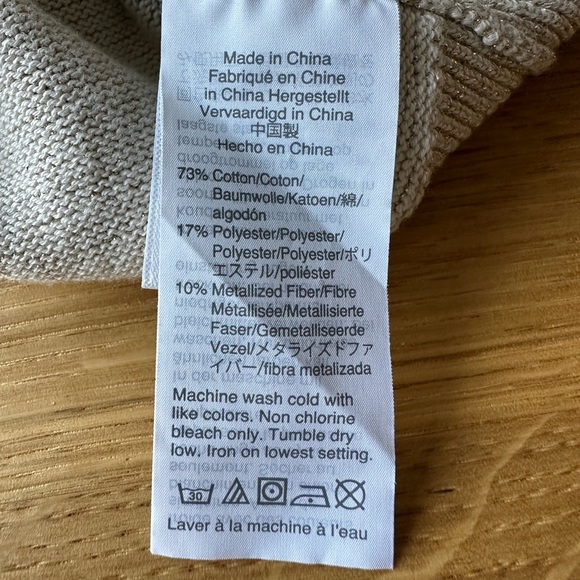 Made in China
Fabriqué en Chine
in China Hergestellt
Vervaardigd in China
中国製
Hecho en China
73% Cotton/Coton/
Baumwolle/Katoen/綿/
algodón
17% Polyester/Polyester/
Polyester/Polyester/ポリ
エステル/poliéster
10% Metallized Fiber/Fibre
Métallisée/Metallisierte
Faser/Gemetalliseerde
Vezel/メタライズドファ
イバー/fibra metalizada
Machine wash cold with
like colors. Non chlorine
bleach only. Tumble dry
low. Iron on lowest setting.
30
Laver à la machine à l'eau